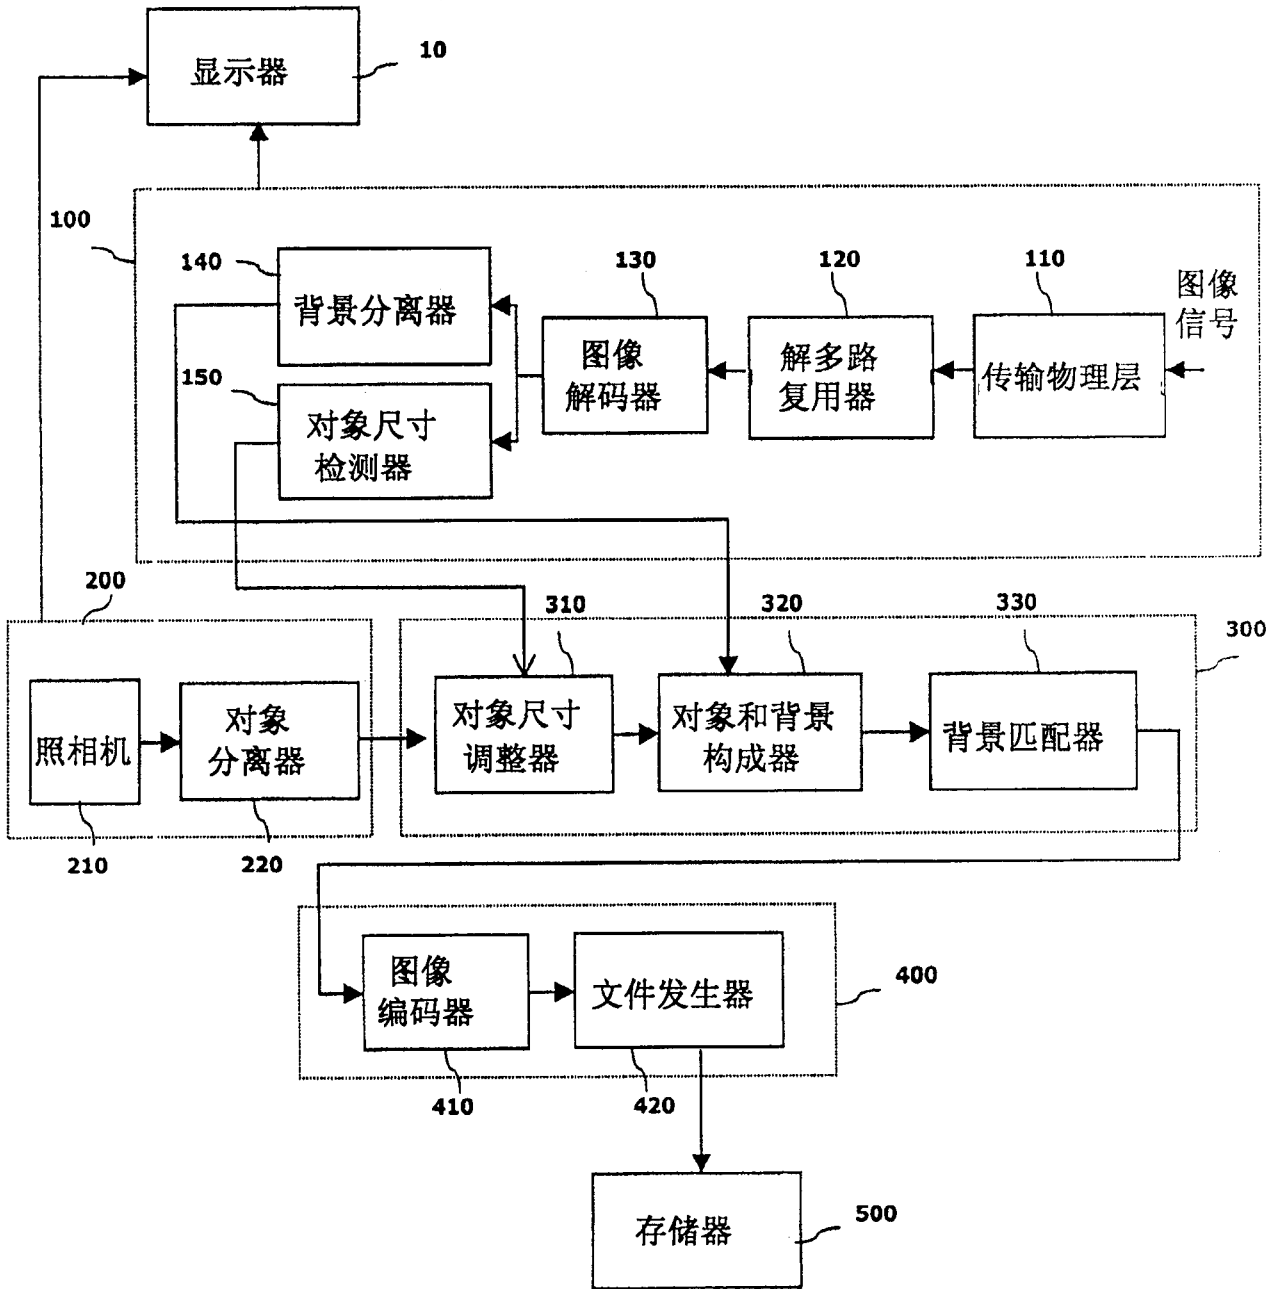 显示器
10
100
140
背景分离器
150
对象尺寸
检测器
130
图像
解码器
120
解多路
复用器
110
传输物理层
图像
信号
200
照相机
210
对象
分离器
220
310
对象尺寸
调整器
320
对象和背景
构成器
330
背景匹配器
300
图像
编码器
410
文件发生器
420
400
存储器
500